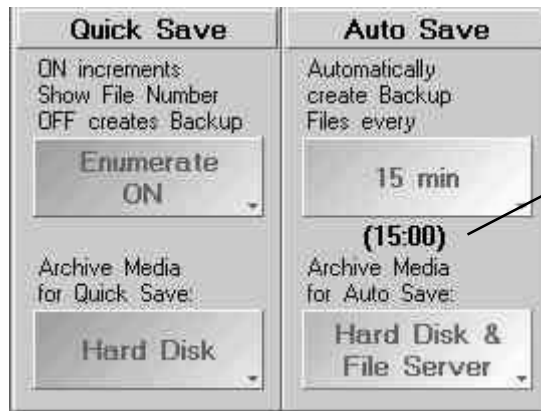 Quick Save
ON increments
Show File Number
OFF creates Backup
Enumerate
ON
Archive Media
for Quick Save:
Hard Disk
Auto Save
Automatically
create Backup
Files every
15 min
(15:00)
Archive Media
for Auto Save:
Hard Disk &
File Server